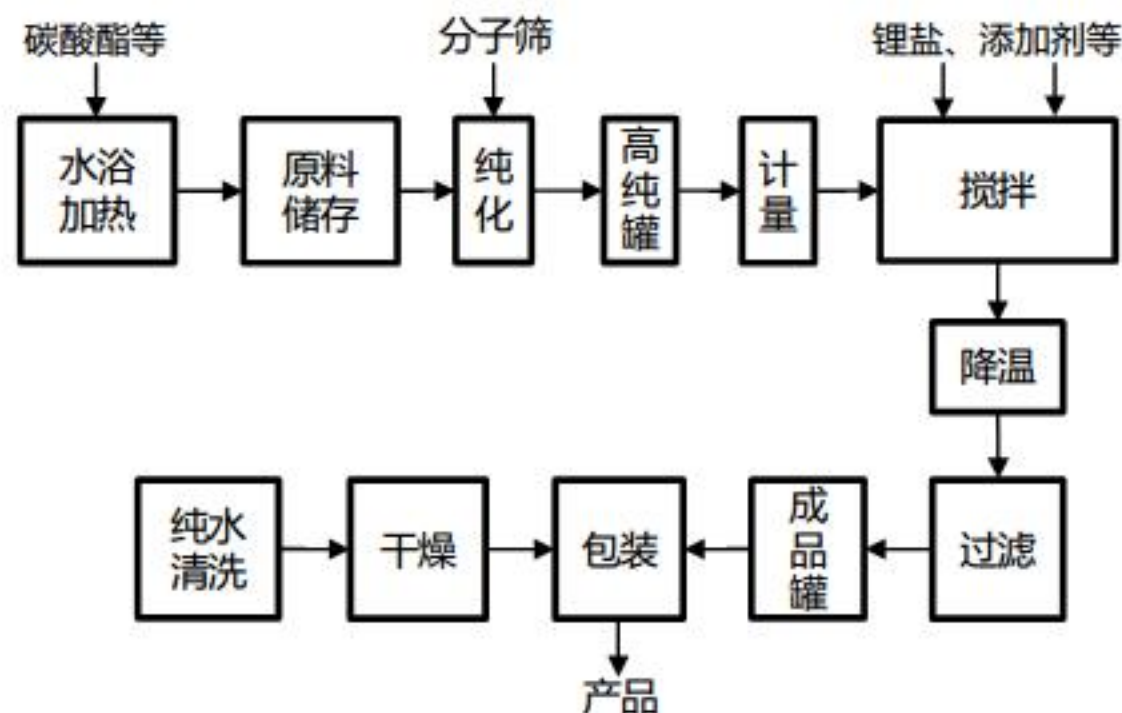 碳酸酯等
分子筛
锂盐、添加剂等
水浴
加热
原料
储存
纯
化
高
纯
罐
计
量
搅拌
降温
纯水
清洗
干燥
包装
成
品
罐
过滤
产品